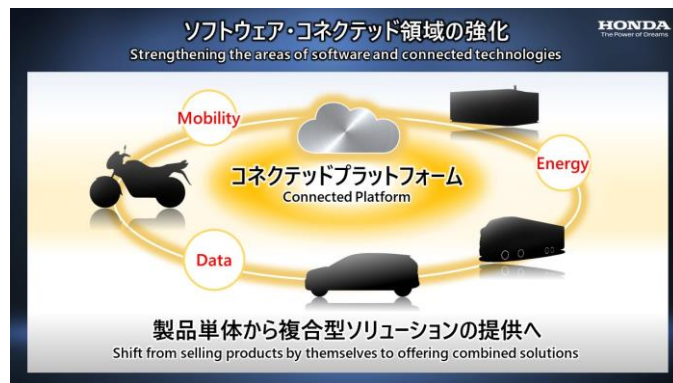 ソフトウェア・コネクテッド領域の強化
Strengthening the areas of software and connected technologies
HONDA
The Power of Dreams
Mobility
コネクテッドプラットフォーム
Connected Platform
Energy
Data
製品単体から複合型ソリューションの提供へ
Shift from selling products by themselves to offering combined solutions